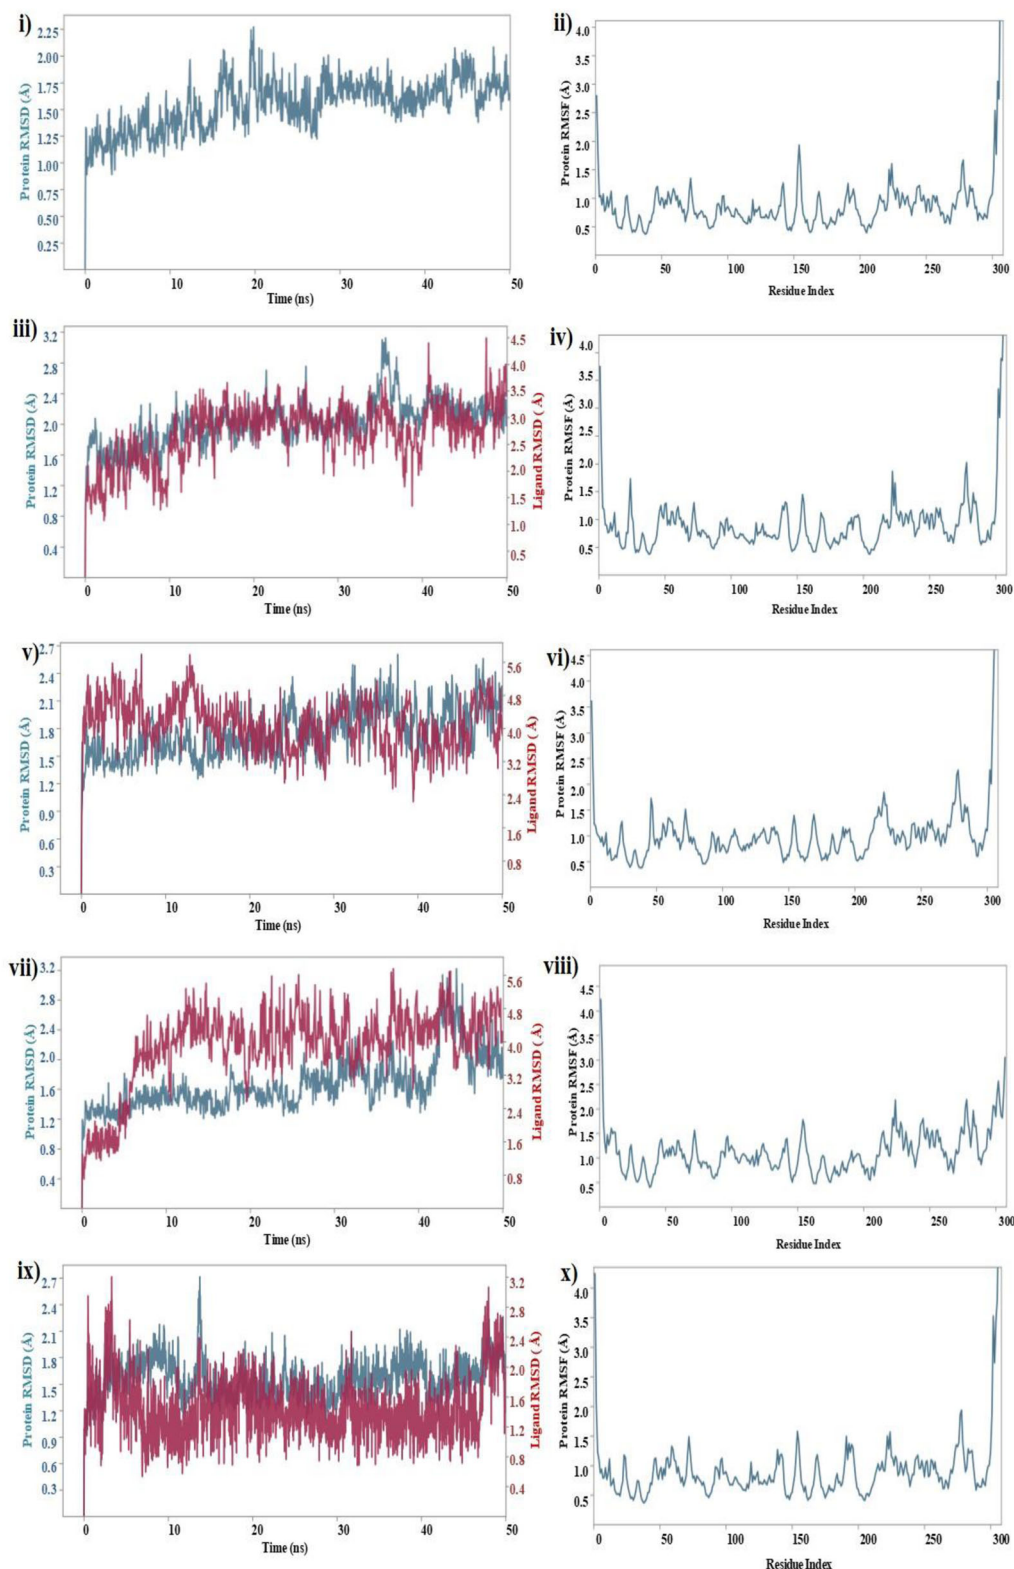 i)
Protein RMSD (Å)
2.25
2.00
1.75
1.50
1.25
1.00
0.75
0.50
0.25
0 10 20 30 40 50
Time (ns)
ii)
Protein RMSF (Å)
4.0
3.5
3.0
2.5
2.0
1.5
1.0
0.5
0 50 100 150 200 250 300
Residue Index
iii)
Protein RMSD (Å)
3.2
2.8
2.4
2.0
1.6
1.2
0.8
0.4
4.5
4.0
3.5
3.0
2.5
2.0
1.5
1.0
0.5
Ligand RMSD ( Å)
0 10 20 30 40 50
Time (ns)
iv)
Protein RMSF (Å)
4.0
3.5
3.0
2.5
2.0
1.5
1.0
0.5
0 50 100 150 200 250 300
Residue Index
v)
Protein RMSD (Å)
2.7
2.4
2.1
1.8
1.5
1.2
0.9
0.6
0.3
5.6
4.8
4.0
3.2
2.4
1.6
0.8
Ligand RMSD ( Å)
0 10 20 30 40 50
Time (ns)
vi)
Protein RMSF (Å)
4.5
4.0
3.5
3.0
2.5
2.0
1.5
1.0
0.5
0 50 100 150 200 250 300
Residue Index
vii)
Protein RMSD (Å)
3.2
2.8
2.4
2.0
1.6
1.2
0.8
0.4
5.6
4.8
4.0
3.2
2.4
1.6
0.8
Ligand RMSD ( Å)
0 10 20 30 40 50
Time (ns)
viii)
Protein RMSF (Å)
4.5
4.0
3.5
3.0
2.5
2.0
1.5
1.0
0.5
0 50 100 150 200 250 300
Residue Index
ix)
Protein RMSD (Å)
2.7
2.4
2.1
1.8
1.5
1.2
0.9
0.6
0.3
3.2
2.8
2.4
2.0
1.6
1.2
0.8
0.4
Ligand RMSD ( Å)
0 10 20 30 40 50
Time (ns)
x)
Protein RMSF (Å)
4.0
3.5
3.0
2.5
2.0
1.5
1.0
0.5
0 50 100 150 200 250 300
Residue Index